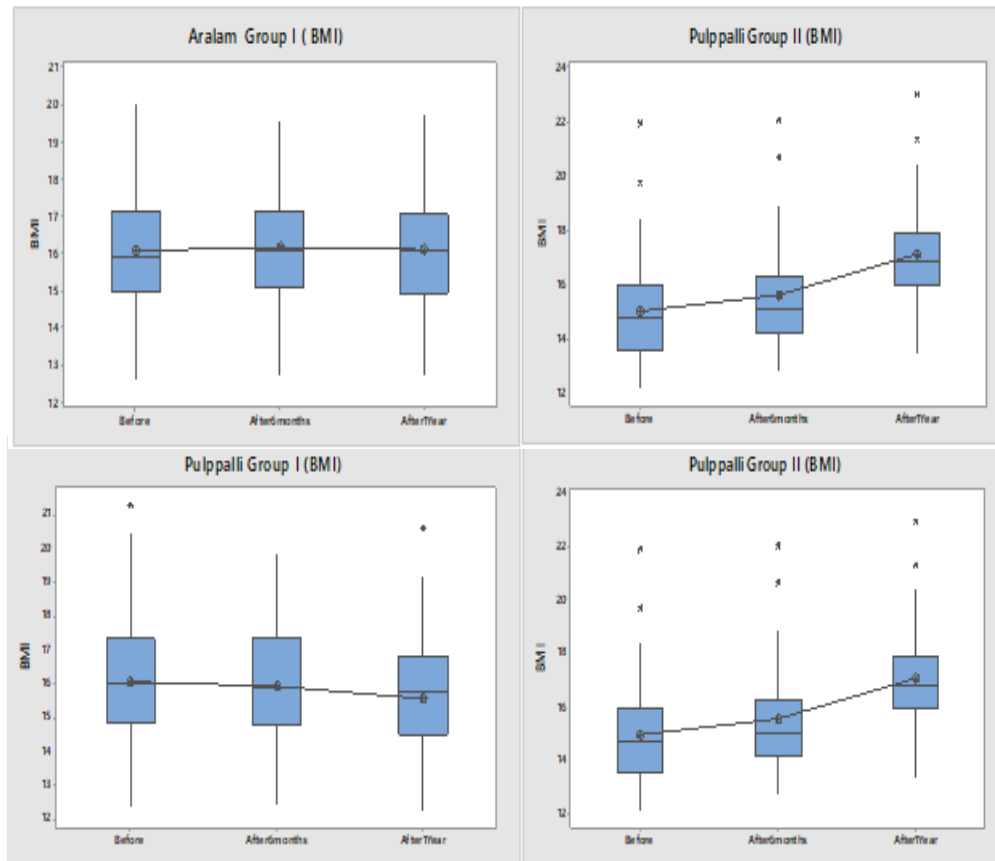 Aralam Group I ( BMI)
BMI
21
20
19
18
17
16
15
14
13
12
Before
After6months
After1Year
Pulppalli Group II (BMI)
BMI
24
22
20
18
16
14
12
Before
After6months
After1Year
Pulppalli Group I (BMI)
BMI
21
20
19
18
17
16
15
14
13
12
Before
After6months
After1Year
Pulppalli Group II (BMI)
BMI
24
22
20
18
16
14
12
Before
After6months
After1Year